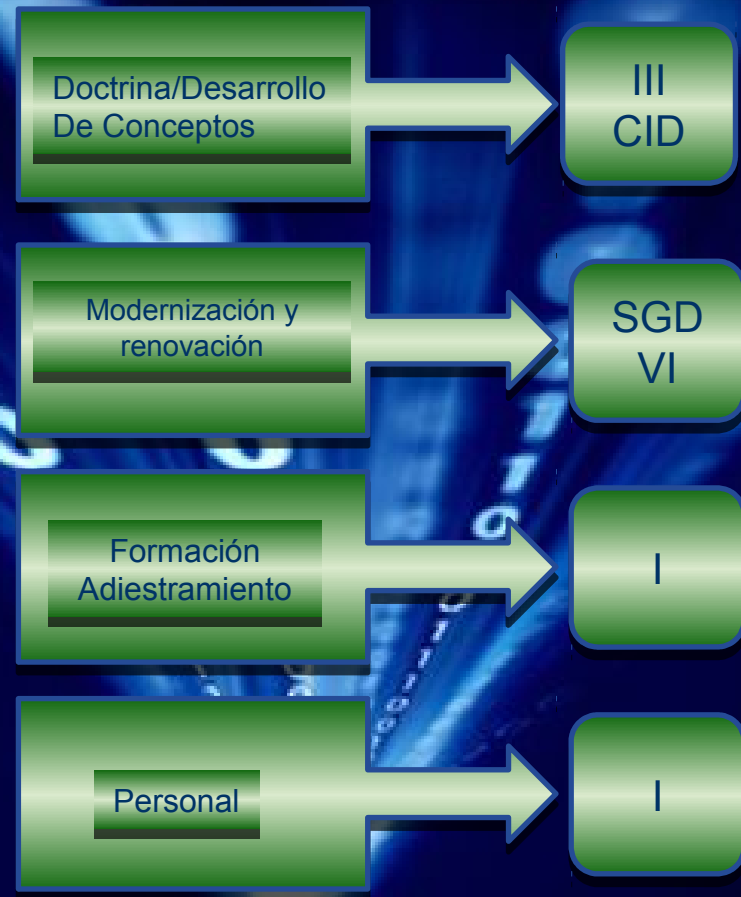 Doctrina/Desarrollo
De Conceptos
III
CID
Modernización y
renovación
SGD
VI
Formación
Adiestramiento
I
Personal
I